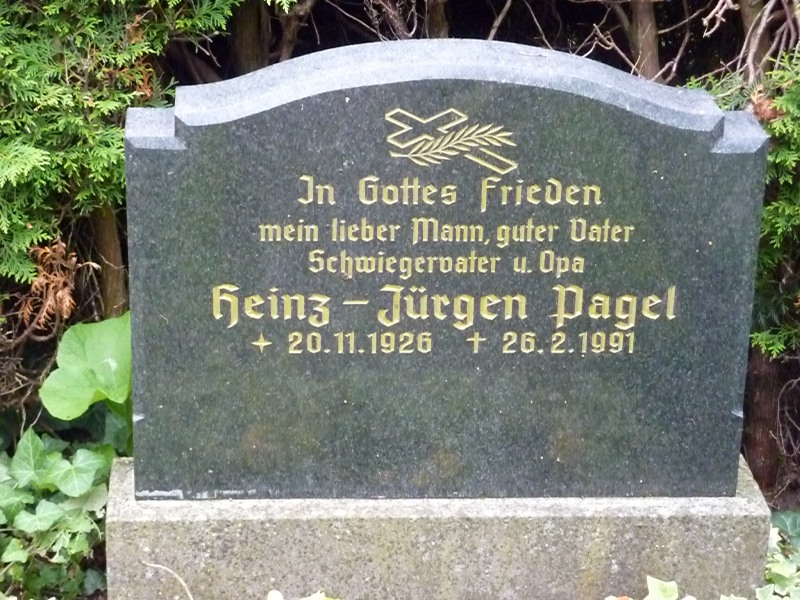 In Gottes Frieden
mein lieber Mann, guter Vater
Schwiegervater u. Opa
Heinz-Jürgen Pagel
✦ 20.11.1926 ✝ 26.2.1991